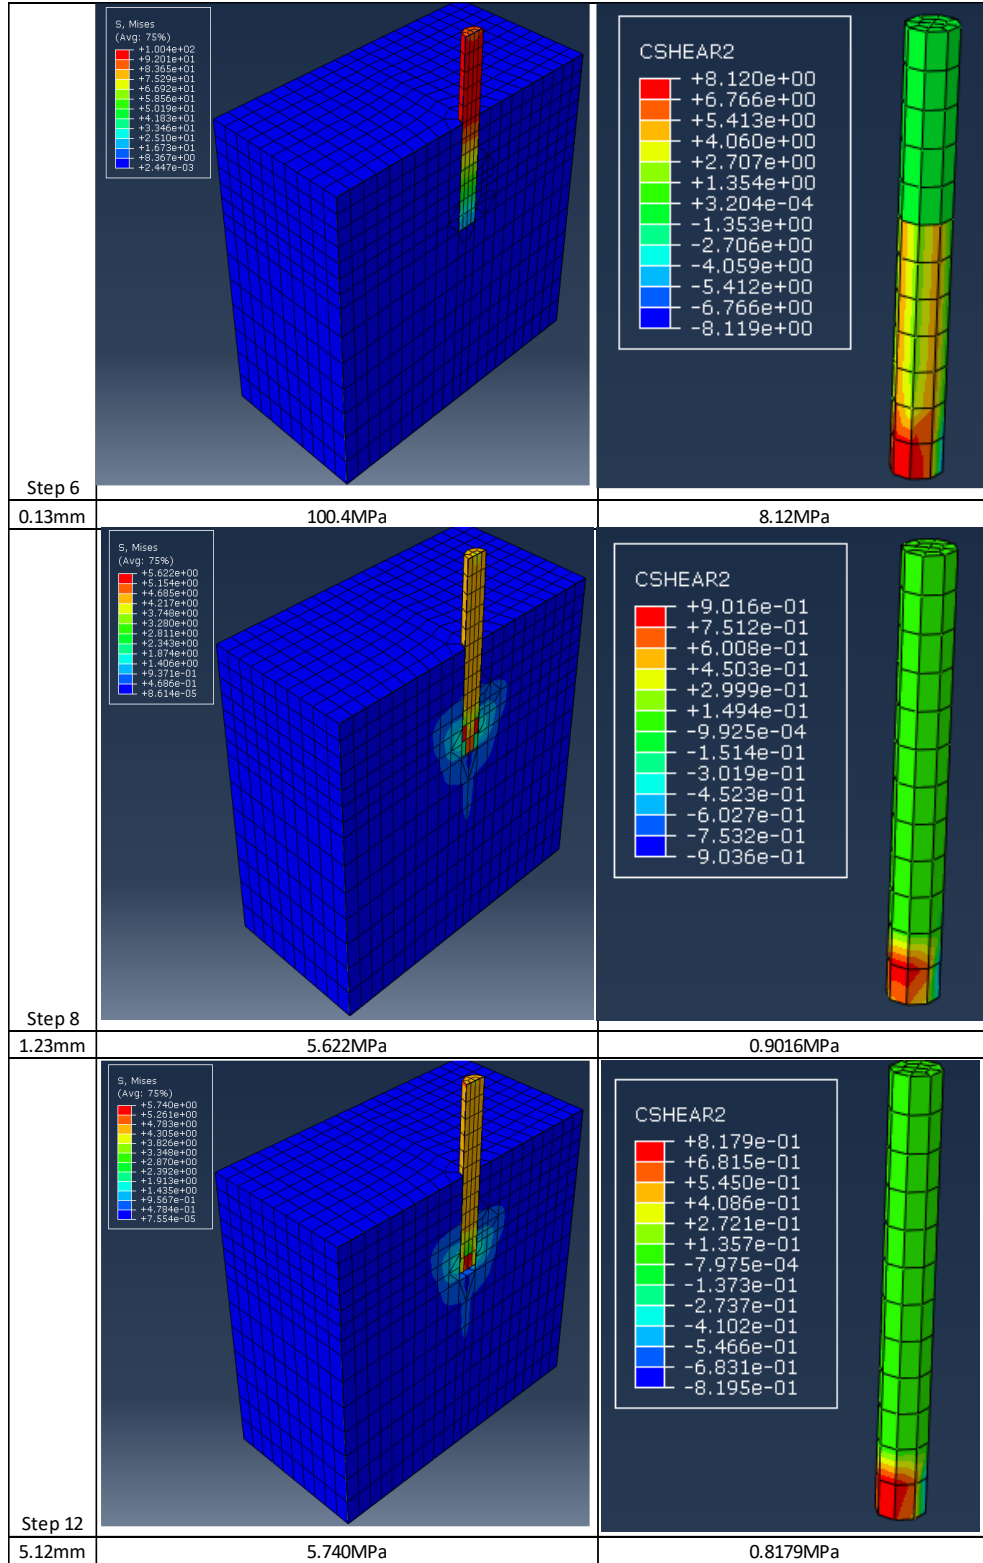 S, Mises
(Avg: 75%)
+1.004e+02
+9.201e+01
+8.365e+01
+7.529e+01
+6.692e+01
+5.856e+01
+5.019e+01
+4.183e+01
+3.346e+01
+2.510e+01
+1.673e+01
+8.367e+00
+2.447e-03
CSHEAR2
+8.120e+00
+6.766e+00
+5.413e+00
+4.060e+00
+2.707e+00
+1.354e+00
+3.204e-04
-1.353e+00
-2.706e+00
-4.059e+00
-5.412e+00
-6.766e+00
-8.119e+00
Step 6
0.13mm 100.4MPa 8.12MPa
S, Mises
(Avg: 75%)
+5.622e+00
+5.154e+00
+4.685e+00
+4.217e+00
+3.748e+00
+3.280e+00
+2.811e+00
+2.343e+00
+1.874e+00
+1.406e+00
+9.371e-01
+4.686e-01
+8.614e-05
CSHEAR2
+9.016e-01
+7.512e-01
+6.008e-01
+4.503e-01
+2.999e-01
+1.494e-01
-9.925e-04
-1.514e-01
-3.019e-01
-4.523e-01
-6.027e-01
-7.532e-01
-9.036e-01
Step 8
1.23mm 5.622MPa 0.9016MPa
S, Mises
(Avg: 75%)
+5.740e+00
+5.261e+00
+4.783e+00
+4.305e+00
+3.826e+00
+3.348e+00
+2.870e+00
+2.392e+00
+1.913e+00
+1.435e+00
+9.567e-01
+4.784e-01
+7.554e-05
CSHEAR2
+8.179e-01
+6.815e-01
+5.450e-01
+4.086e-01
+2.721e-01
+1.357e-01
-7.975e-04
-1.373e-01
-2.737e-01
-4.102e-01
-5.466e-01
-6.831e-01
-8.195e-01
Step 12
5.12mm 5.740MPa 0.8179MPa